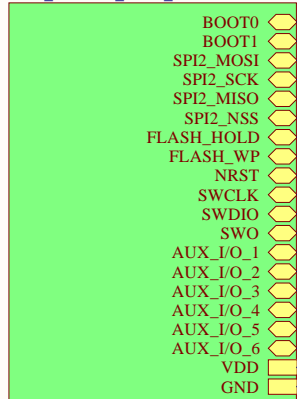 BOOT0
BOOT1
SPI2_MOSI
SPI2_SCK
SPI2_MISO
SPI2_NSS
FLASH_HOLD
FLASH_WP
NRST
SWCLK
SWDIO
SWO
AUX_I/O_1
AUX_I/O_2
AUX_I/O_3
AUX_I/O_4
AUX_I/O_5
AUX_I/O_6
VDD
GND